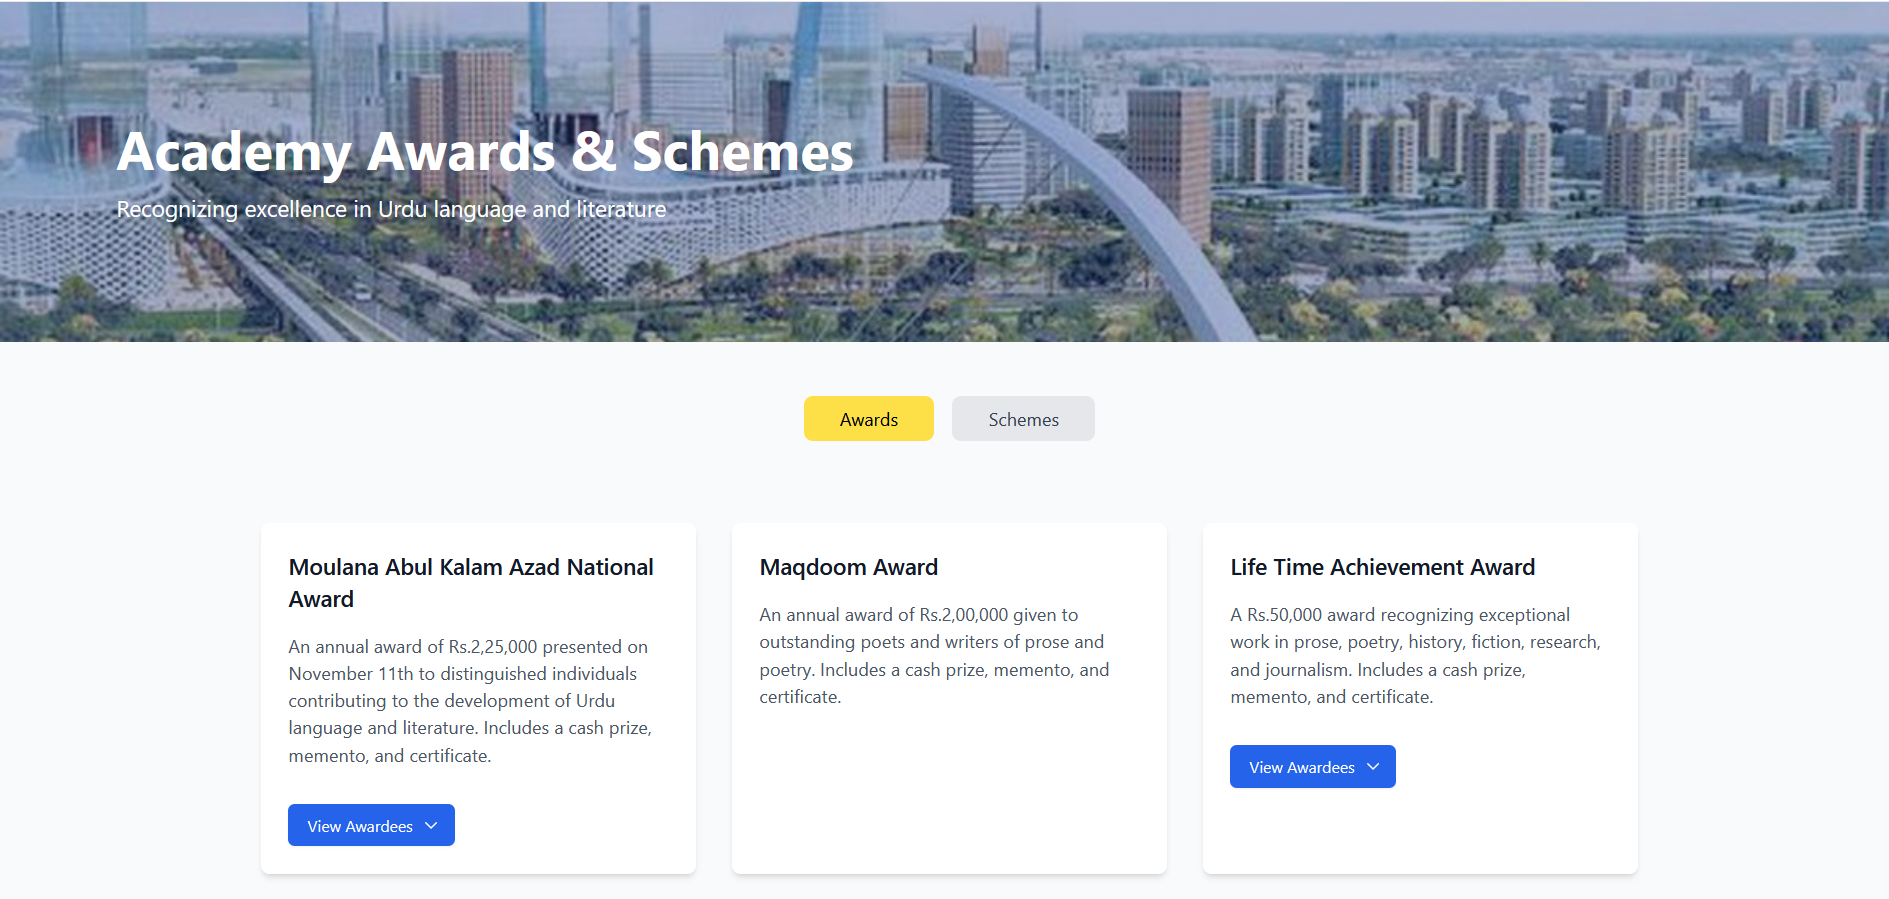 Academy Awards & Schemes
Recognizing excellence in Urdu language and literature
Awards
Schemes
Moulana Abul Kalam Azad National
Award
An annual award of Rs.2,25,000 presented on
November 11th to distinguished individuals
contributing to the development of Urdu
language and literature. Includes a cash prize,
memento, and certificate.
View Awardees
Maqdoom Award
An annual award of Rs.2,00,000 given to
outstanding poets and writers of prose and
poetry. Includes a cash prize, memento, and
certificate.
Life Time Achievement Award
A Rs.50,000 award recognizing exceptional
work in prose, poetry, history, fiction, research,
and journalism. Includes a cash prize,
memento, and certificate.
View Awardees